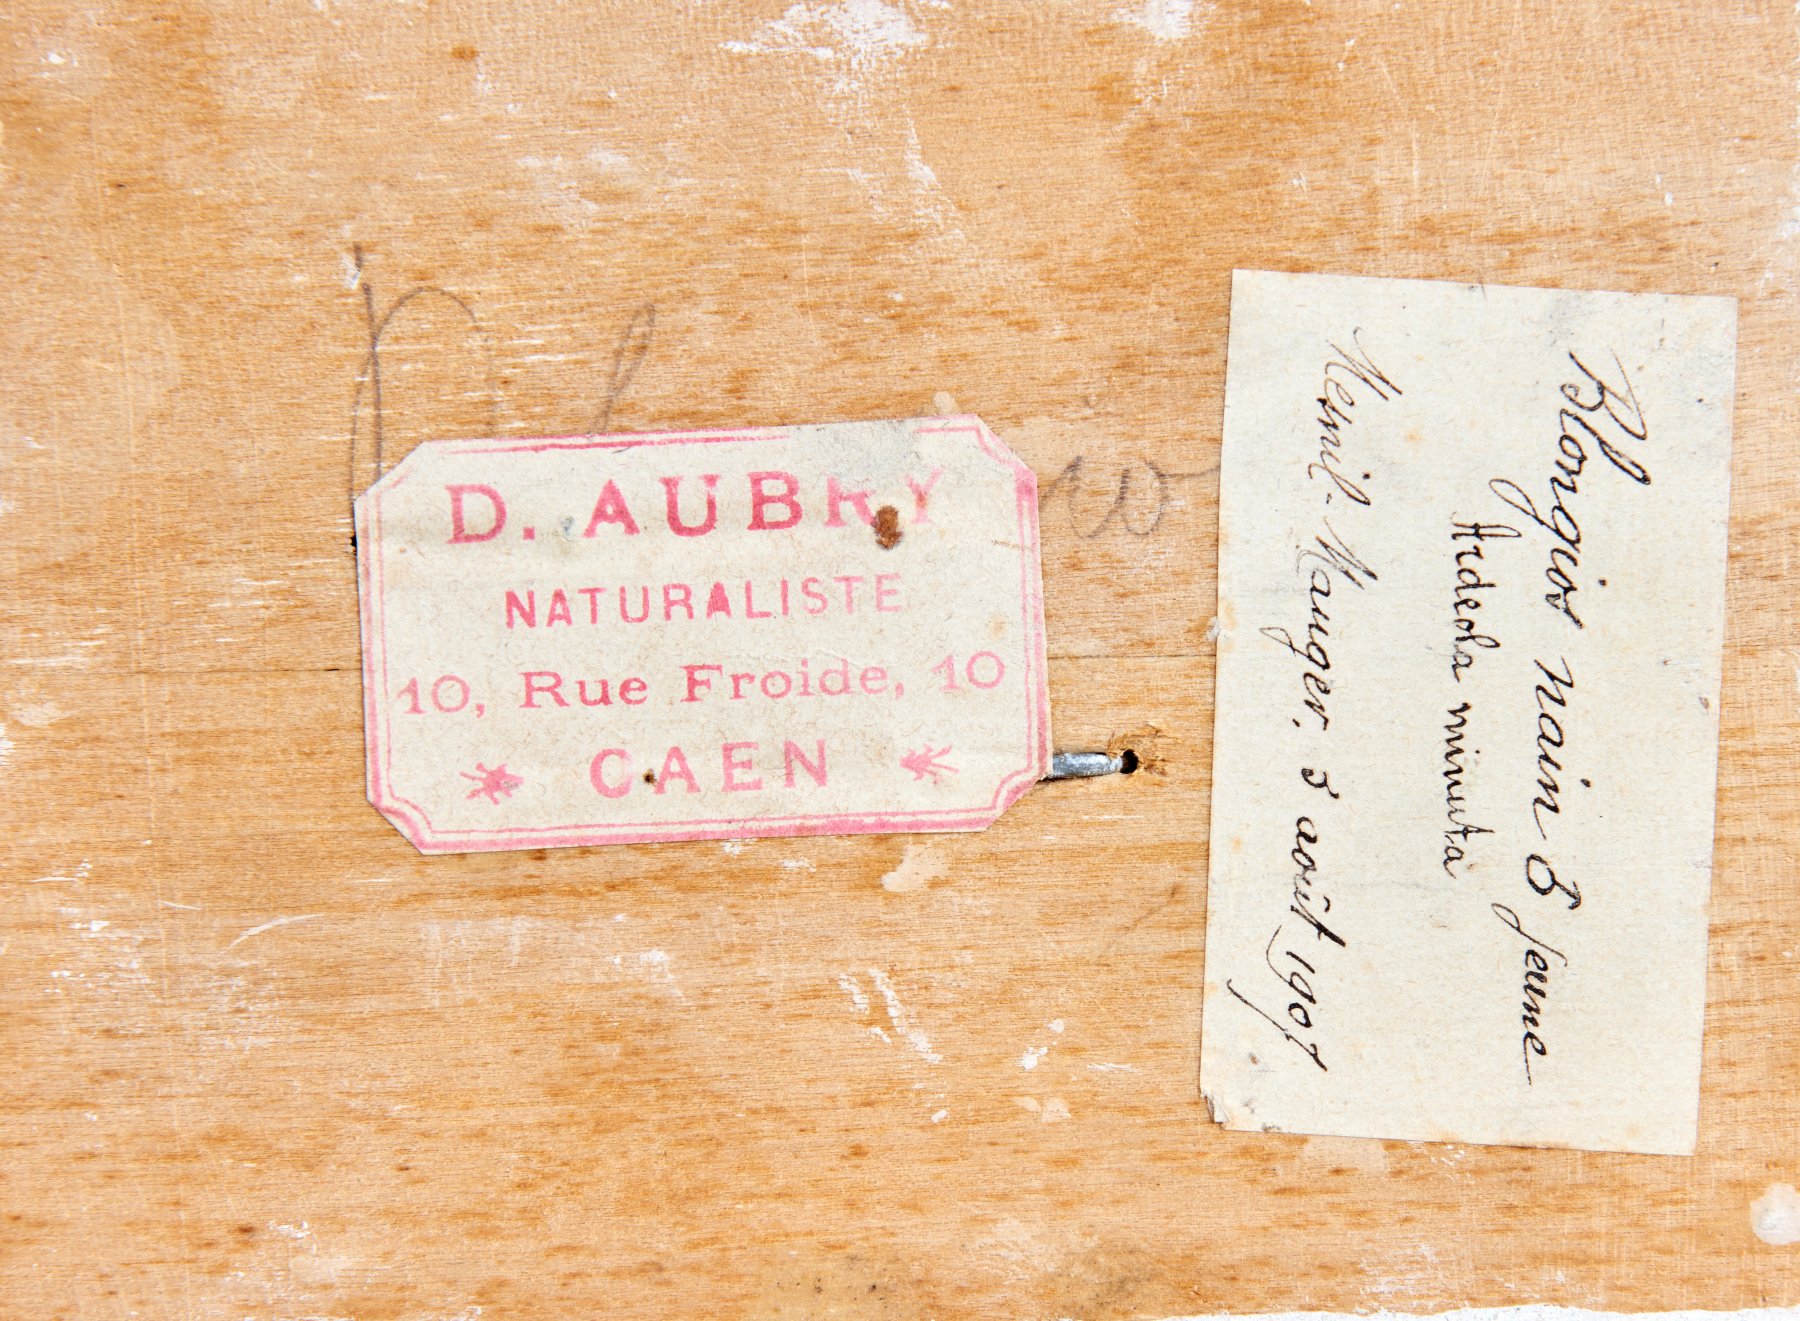 D. AUBRY
NATURALISTE
10, Rue Froide, 10
CAEN
Blongios nain ♂ jeune
Ardeola minuta
Mesnil-Mauger. 3 août 1907